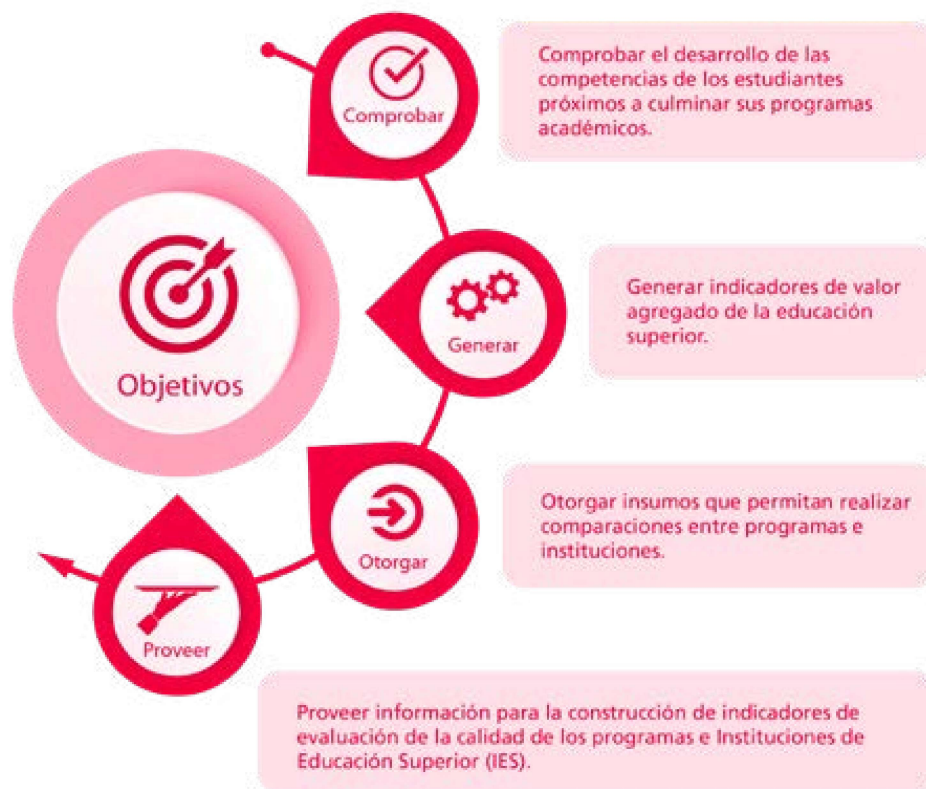 Comprobar
Comprobar el desarrollo de las
competencias de los estudiantes
próximos a culminar sus programas
académicos.
Objetivos
Generar
Generar indicadores de valor
agregado de la educación
superior.
Otorgar
Otorgar insumos que permitan realizar
comparaciones entre programas e
instituciones.
Proveer
Proveer información para la construcción de indicadores de
evaluación de la calidad de los programas e Instituciones de
Educación Superior (IES).